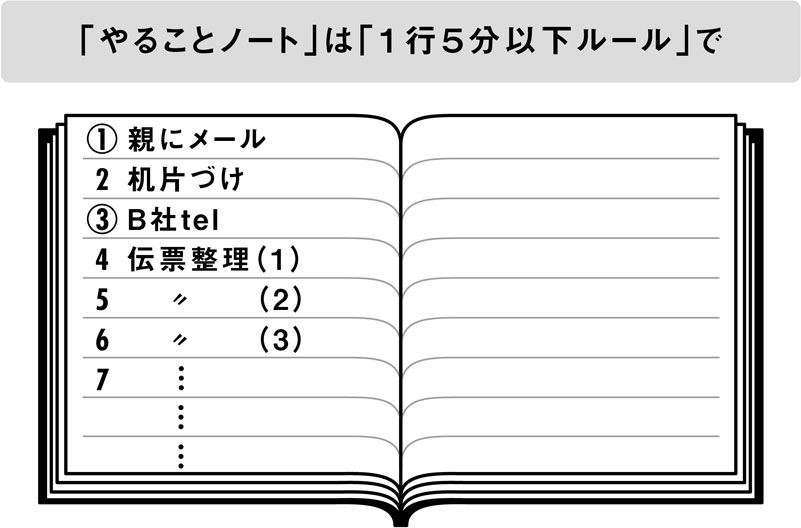 「やることノート」は「1行5分以下ルール」で
① 親にメール
2 机片づけ
③ B社tel
4 伝票整理(1)
5 〃 (2)
6 〃 (3)
7 ⋮
⋮
⋮